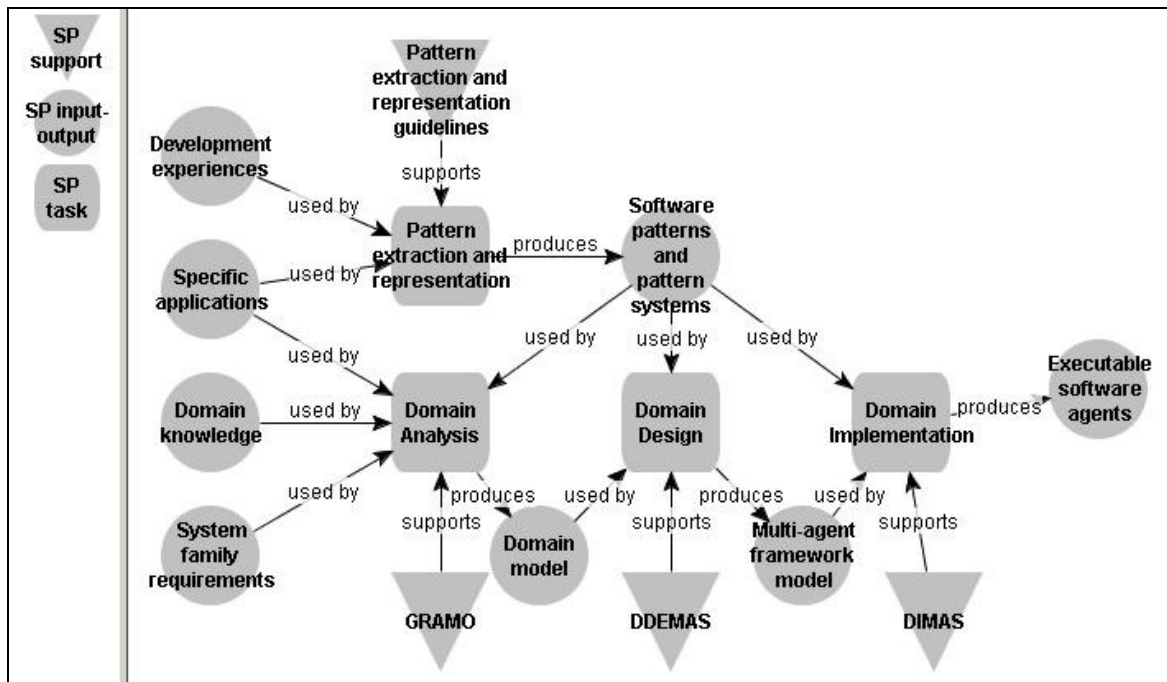 SP
support
SP input-
output
SP
task
Pattern
extraction and
representation
guidelines
supports
Development
experiences
used by
Pattern
extraction and
representation
produces
Software
patterns
and
pattern
systems
Specific
applications
used by
used by
used by
used by
used by
Executable
software
agents
Domain
knowledge
used by
Domain
Analysis
Domain
Design
Domain
Implementation
produces
System
family
requirements
used by
produces
used by
produces
used by
supports
supports
supports
Domain
model
Multi-agent
framework
model
GRAMO
DDEMAS
DIMAS